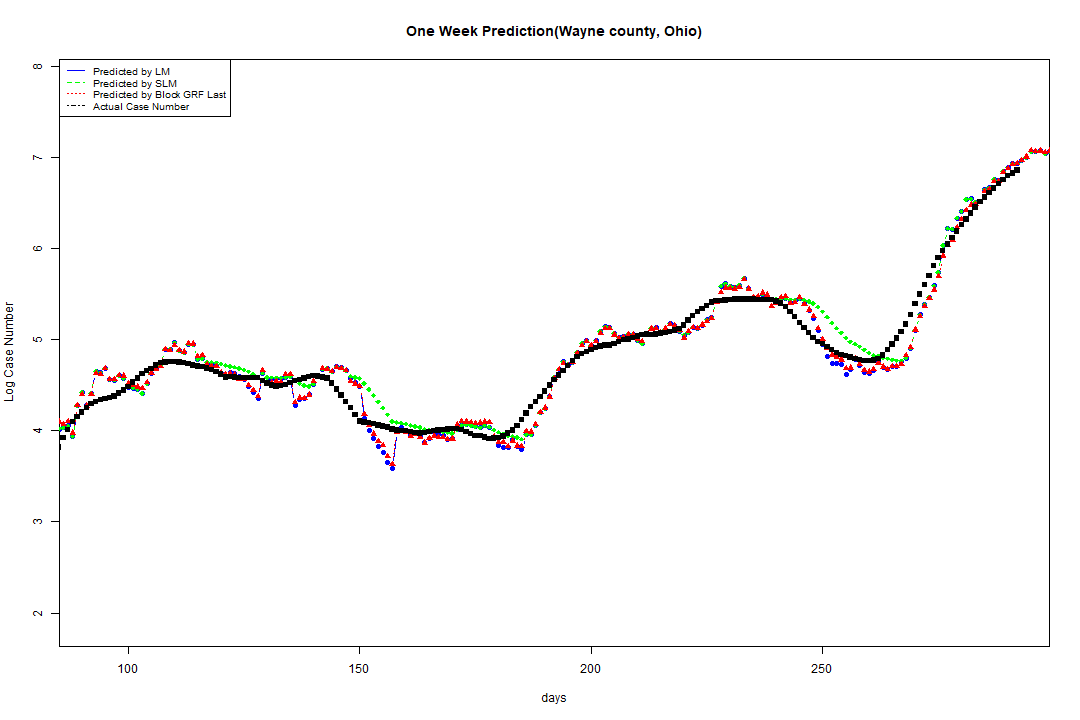 One Week Prediction(Wayne county, Ohio)
Predicted by LM
Predicted by SLM
Predicted by Block GRF Last
Actual Case Number
8
7
6
5
4
3
2
Log Case Number
100 150 200 250
days